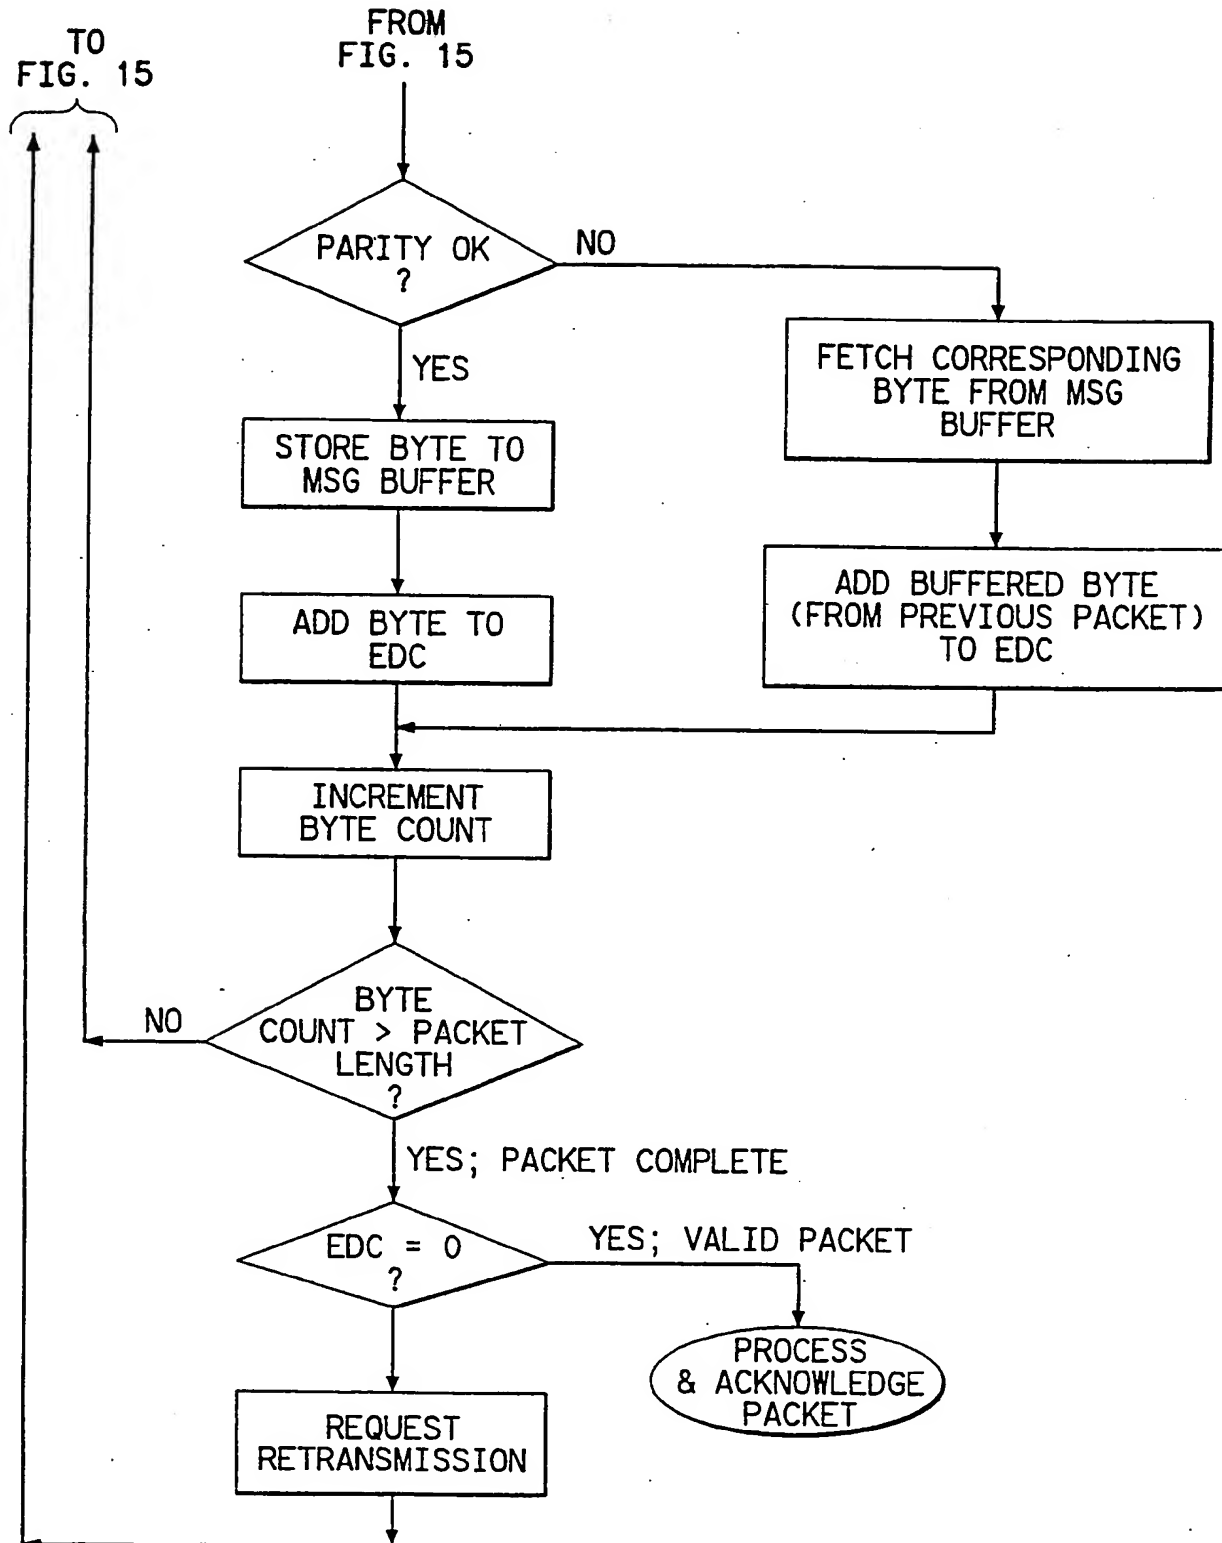 TO
FIG. 15
FROM
FIG. 15
PARITY OK
?
NO
YES
FETCH CORRESPONDING
BYTE FROM MSG
BUFFER
STORE BYTE TO
MSG BUFFER
ADD BUFFERED BYTE
(FROM PREVIOUS PACKET)
TO EDC
ADD BYTE TO
EDC
INCREMENT
BYTE COUNT
BYTE
COUNT > PACKET
LENGTH
?
NO
YES; PACKET COMPLETE
EDC = 0
?
YES; VALID PACKET
PROCESS
& ACKNOWLEDGE
PACKET
REQUEST
RETRANSMISSION